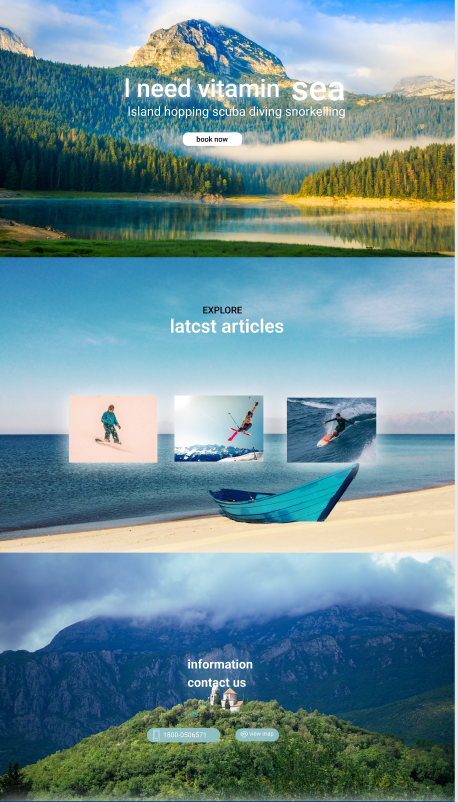 I need vitamin sea
Island hopping scuba diving snorkelling
book now
EXPLORE
latcst articles
information
contact us
1800-0506571
view map